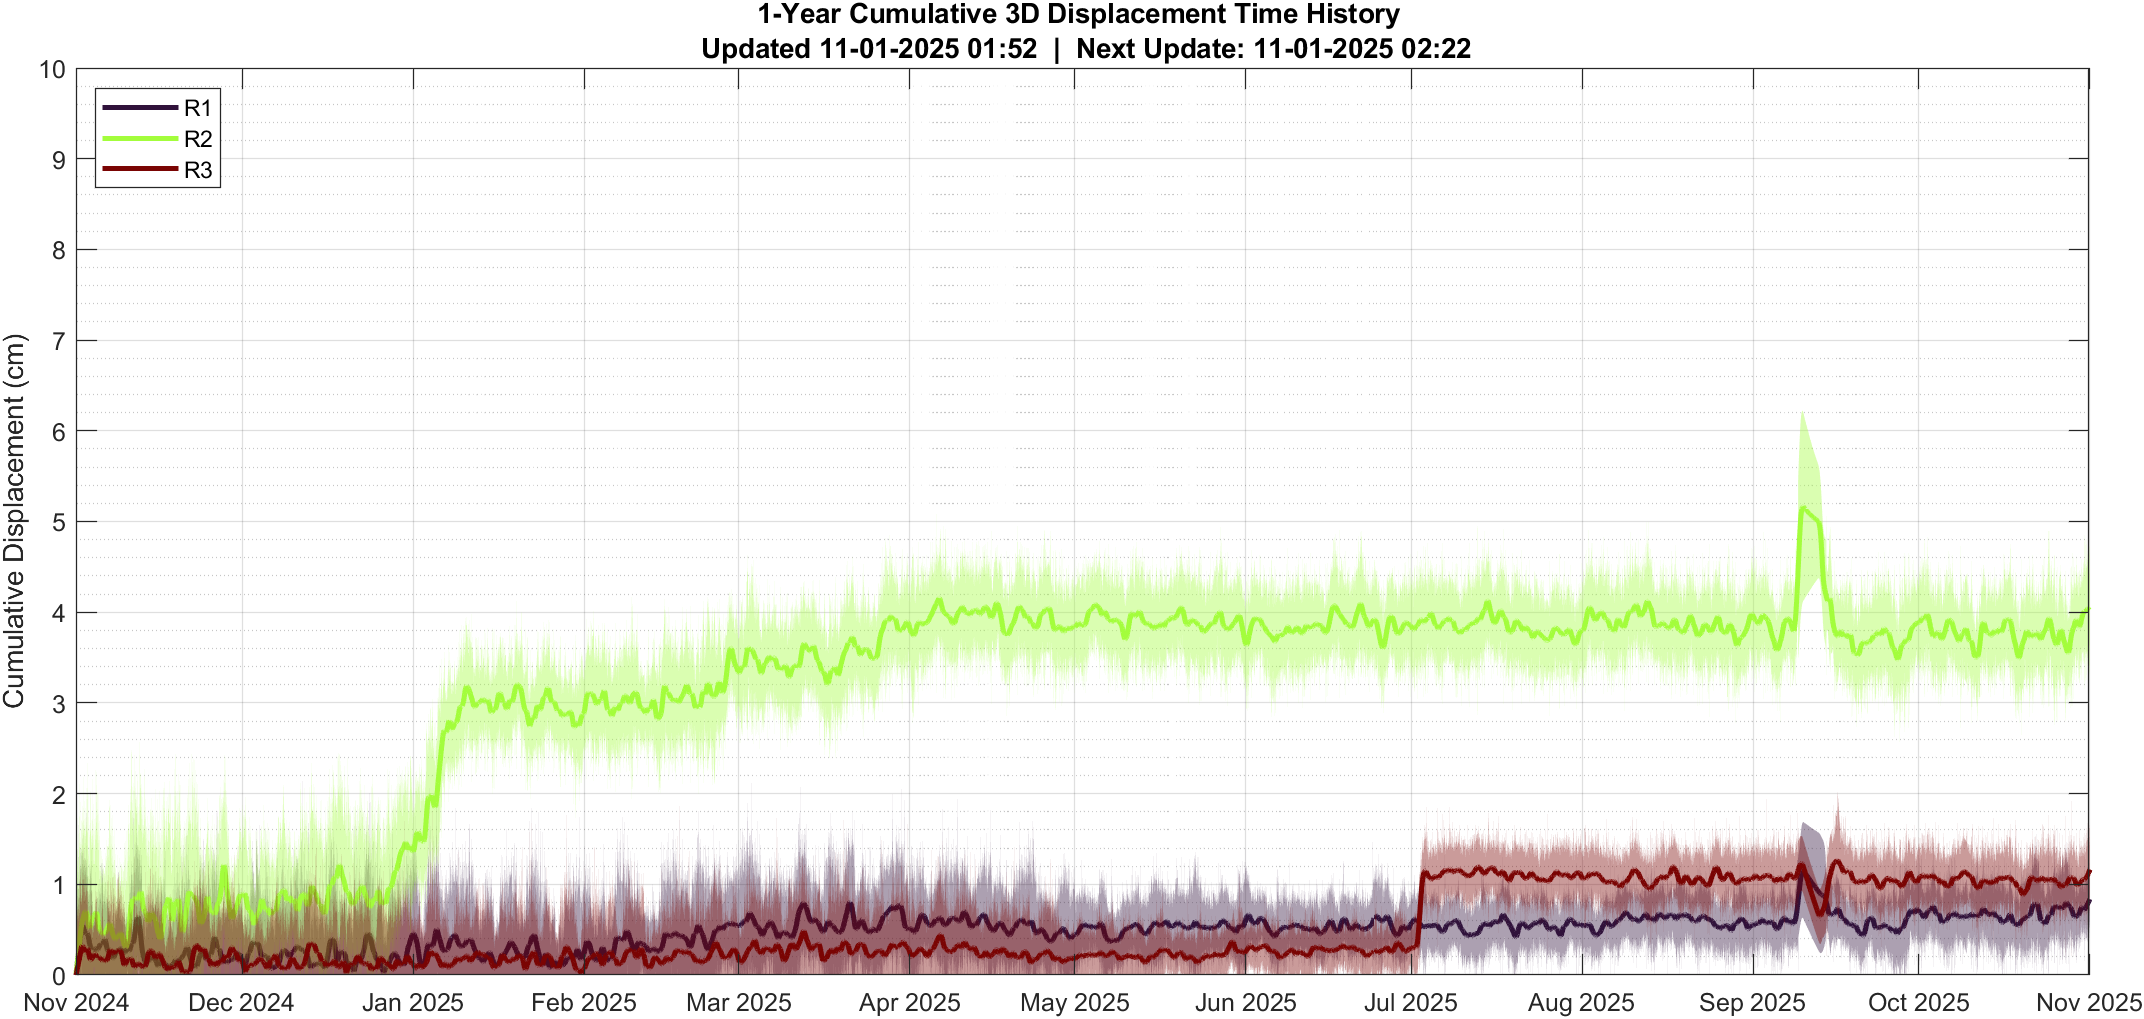 1-Year Cumulative 3D Displacement Time History
Updated 11-01-2025 01:52 | Next Update: 11-01-2025 02:22
R1
R2
R3
Cumulative Displacement (cm)
10
9
8
7
6
5
4
3
2
1
0
Nov 2024 Dec 2024 Jan 2025 Feb 2025 Mar 2025 Apr 2025 May 2025 Jun 2025 Jul 2025 Aug 2025 Sep 2025 Oct 2025 Nov 2025